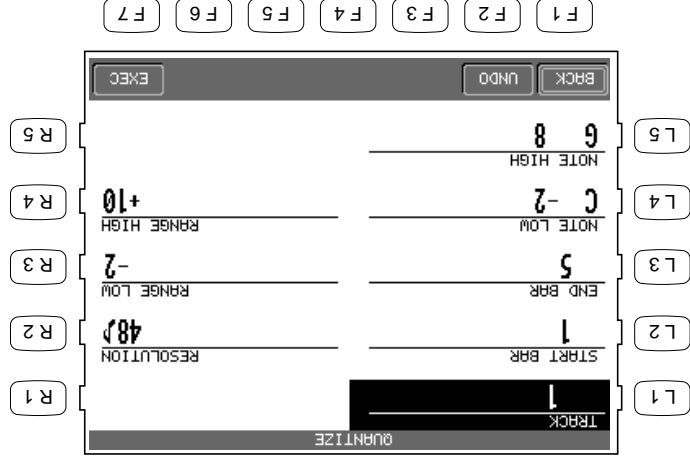 QUANTIZE
L 1
TRACK
1
R 1
L 2
START BAR
1
RESOLUTION
48♪
R 2
L 3
END BAR
5
RANGE LOW
-2
R 3
L 4
NOTE LOW
C -2
RANGE HIGH
+10
R 4
L 5
NOTE HIGH
G 8
R 5
BACK UNDO EXEC
F 1 F 2 F 3 F 4 F 5 F 6 F 7